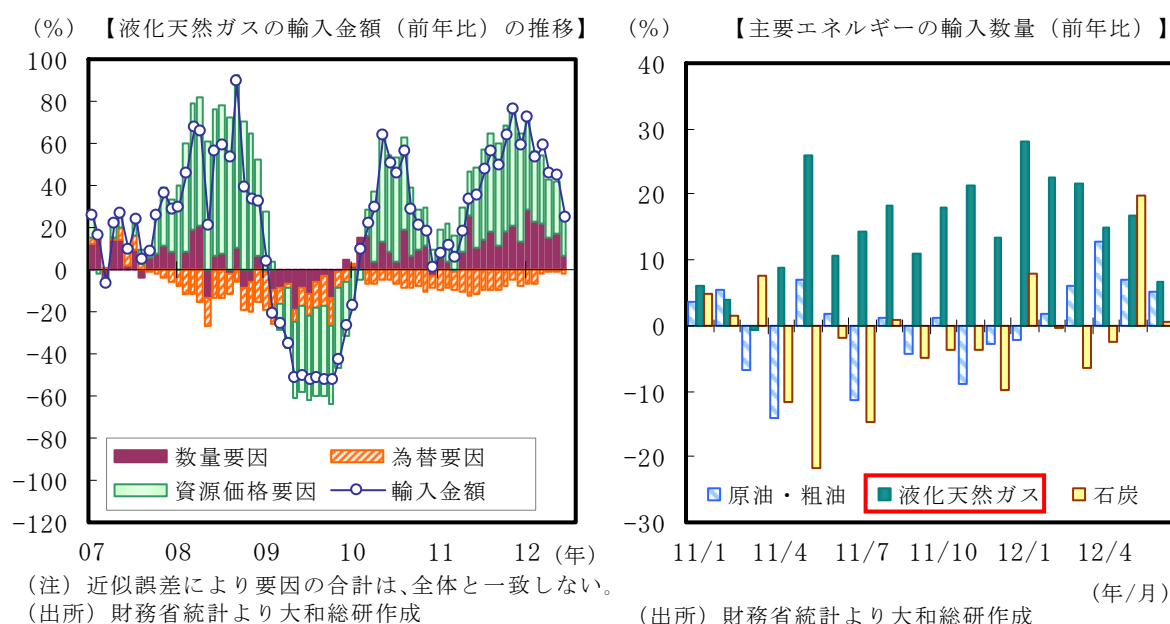 (%) 【液化天然ガスの輸入金額（前年比）の推移】
100
80
60
40
20
0
−20
−40
−60
−80
−100
−120
数量要因
為替要因
資源価格要因
輸入金額
07 08 09 10 11 12 (年)
(注) 近似誤差により要因の合計は、全体と一致しない。
(出所) 財務省統計より大和総研作成
(%) 【主要エネルギーの輸入数量（前年比）】
40
30
20
10
0
−10
−20
−30
原油・粗油 液化天然ガス 石炭
11/1 11/4 11/7 11/10 12/1 12/4
(年/月)
(出所) 財務省統計より大和総研作成